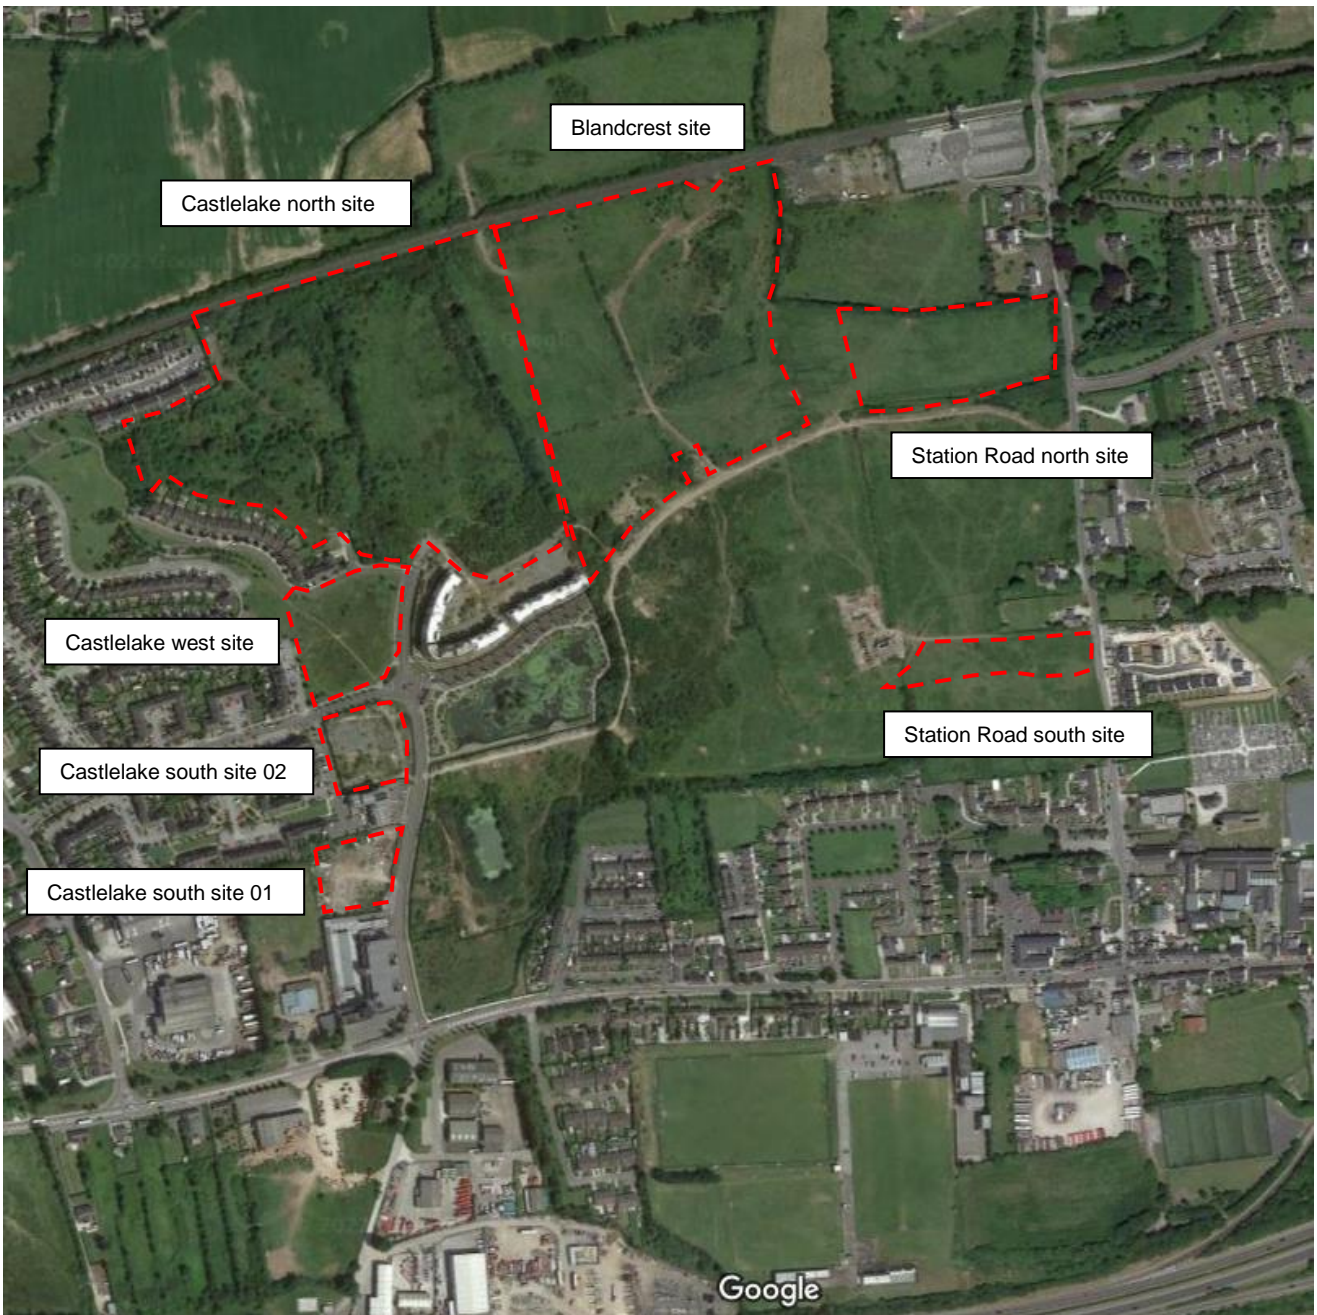 Blandcrest site
Castlelake north site
Station Road north site
Castlelake west site
Station Road south site
Castlelake south site 02
Castlelake south site 01
Google